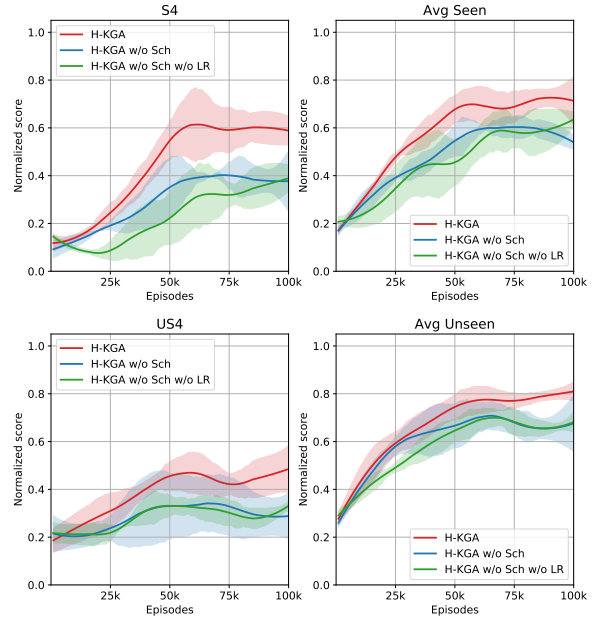 S4
Normalized score
1.0
0.8
0.6
0.4
0.2
0.0
H-KGA
H-KGA w/o Sch
H-KGA w/o Sch w/o LR
25k 50k 75k 100k
Episodes
Avg Seen
Normalized score
1.0
0.8
0.6
0.4
0.2
0.0
H-KGA
H-KGA w/o Sch
H-KGA w/o Sch w/o LR
25k 50k 75k 100k
Episodes
US4
Normalized score
1.0
0.8
0.6
0.4
0.2
0.0
H-KGA
H-KGA w/o Sch
H-KGA w/o Sch w/o LR
25k 50k 75k 100k
Episodes
Avg Unseen
Normalized score
1.0
0.8
0.6
0.4
0.2
0.0
H-KGA
H-KGA w/o Sch
H-KGA w/o Sch w/o LR
25k 50k 75k 100k
Episodes